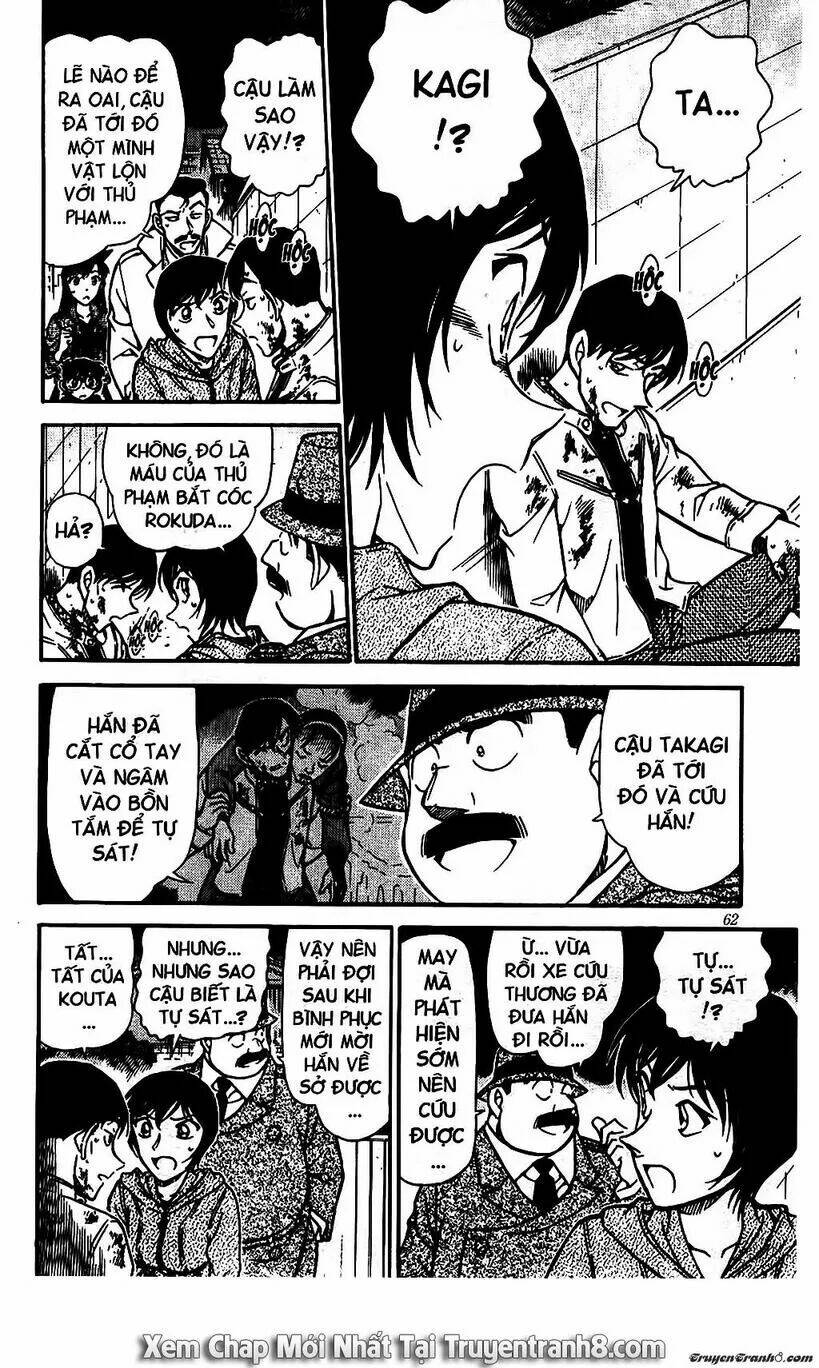 TA...
KAGI
!?
HỘC
HỘC
CẬU LÀM
SAO
VẬY!?
LẼ NÀO ĐỂ
RA OAI, CẬU
ĐÃ TỚI ĐÓ
MỘT MÌNH
VẬT LỘN
VỚI THỦ
PHẠM...
HỘC
HỘC
KHÔNG, ĐÓ LÀ
MÁU CỦA THỦ
PHẠM BẮT CÓC
ROKUDA...
HẢ?
HỘC
HỘC
CẬU TAKAGI
ĐÃ TỚI
ĐÓ VÀ CỨU
HẮN!
HẮN ĐÃ
CẮT CỔ TAY
VÀ NGÂM
VÀO BỒN
TẮM ĐỂ TỰ
SÁT!
62
TỰ...
TỰ SÁT
!?
Ừ... VỪA
RỒI XE CỨU
THƯƠNG ĐÃ
ĐƯA HẮN
ĐI RỒI...
MAY
MÀ
PHÁT
HIỆN
SỚM
NÊN
CỨU
ĐƯỢC
...
VẬY NÊN
PHẢI ĐỢI
SAU KHI
BÌNH PHỤC
MỚI MỜI
HẮN VỀ
SỞ ĐƯỢC
...
NHƯNG...
NHƯNG SAO
CẬU BIẾT LÀ
TỰ SÁT...?
TẤT...
TẤT CỦA
KOUTA
...
Xem Chap Mới Nhất Tại Truyentranh8.com
TruyenTranh8.com